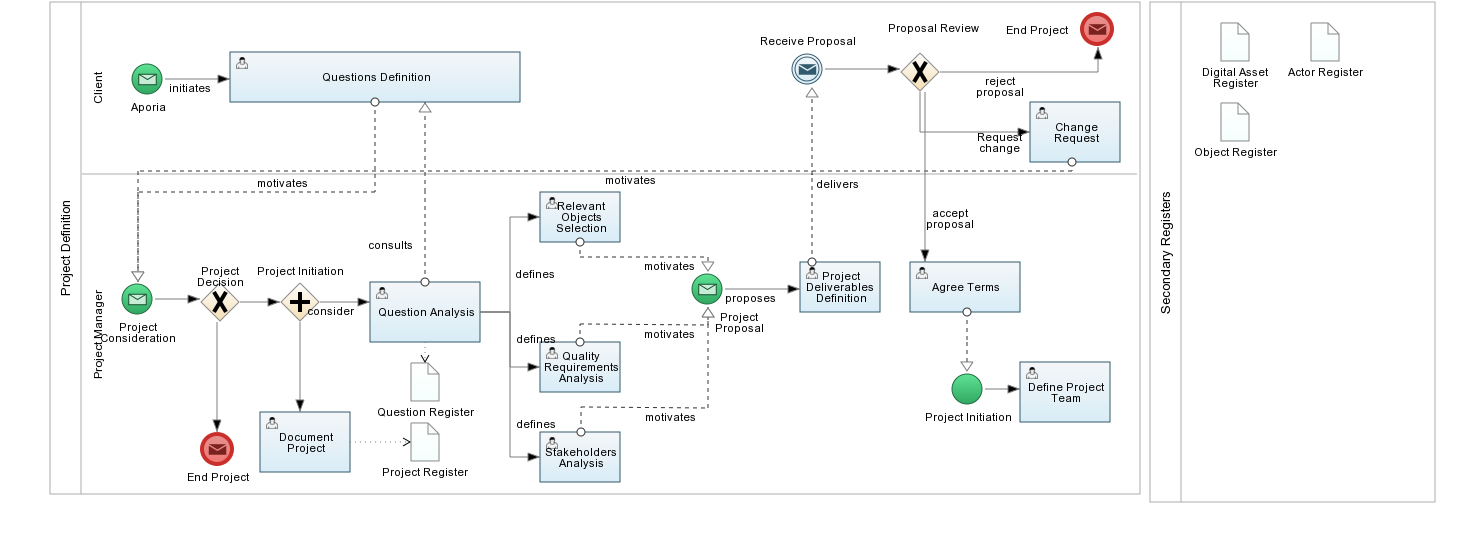 Project Definition
Client
Aporia
initiates
Questions Definition
Receive Proposal
Proposal Review
End Project
reject
proposal
Request
change
Change
Request
motivates
motivates
delivers
accept
proposal
consults
Project Manager
Project
Consideration
Project
Decision
Project Initiation
consider
Question Analysis
End Project
Document
Project
Question Register
Project Register
defines
defines
defines
Relevant
Objects
Selection
Quality
Requirements
Analysis
Stakeholders
Analysis
motivates
motivates
motivates
Project
Proposal
proposes
Project
Deliverables
Definition
Agree Terms
Project Initiation
Define Project
Team
Secondary Registers
Digital Asset
Register
Actor Register
Object Register